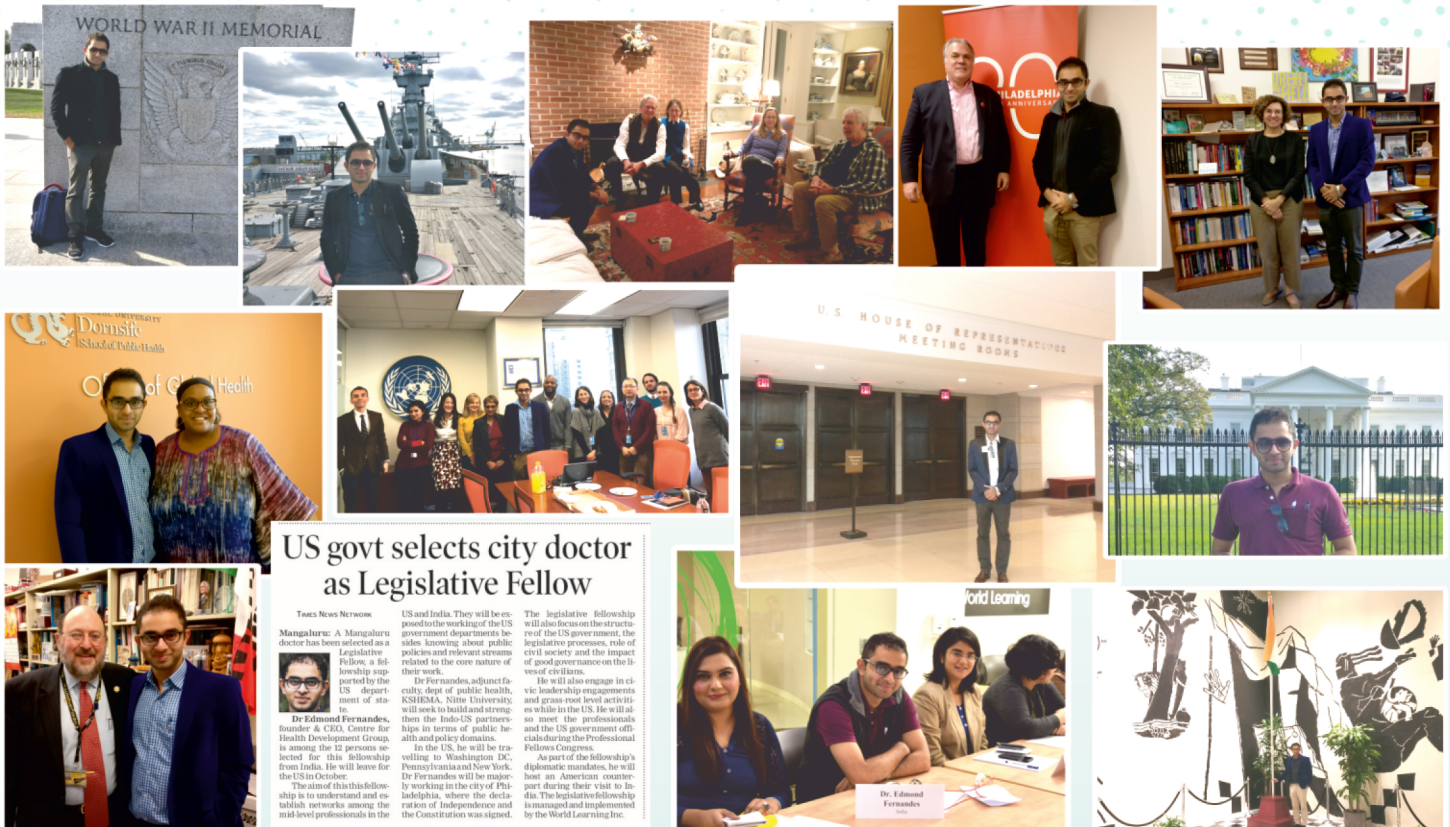 WORLD WAR II MEMORIAL
PHILADELPHIA
ANNIVERSARY
UNIVERSITY
Dornsife
School of Public Health
Health
U.S. HOUSE OF REPRESENTATIVES
MEETING ROOMS
EXIT
EXIT
EXIT
US govt selects city doctor
as Legislative Fellow
TIMES NEWS NETWORK
Mangaluru: A Mangaluru
doctor has been selected as a
Legislative
Fellow, a fel-
lowship sup-
ported by the
US depart-
ment of sta-
te.
Dr Edmond Fernandes,
founder & CEO, Centre for
Health Development Group,
is among the 12 persons se-
lected for this fellowship
from India. He will leave for
the US in October.
The aim of this this fellow-
ship is to understand and es-
tablish networks among the
mid-level professionals in the
US and India. They will be ex-
posed to the working of the US
government departments be-
sides knowing about public
policies and relevant streams
related to the core nature of
their work.
Dr Fernandes, adjunct fa-
culty, dept of public health,
KSHEMA, Nitte University,
will seek to build and streng-
then the Indo-US partners-
hips in terms of public he-
alth and policy domains.
In the US, he will be tra-
velling to Washington DC,
Pennsylvania and New York.
Dr Fernandes will be major-
ly working in the city of Phi-
ladelphia, where the decla-
ration of Independence and
the Constitution was signed.
The legislative fellowship
will also focus on the structu-
re of the US government, the
legislative processes, role of
civil society and the impact
of good governance on the li-
ves of civilians.
He will also engage in ci-
vic leadership engagements
and grass-root level activiti-
es while in the US. He will al-
so meet the professionals
and the US government offi-
cials during the Professional
Fellows Congress.
As part of the fellowship's
diplomatic mandates, he will
host an American counter-
part during their visit to In-
dia. The legislative fellowship
is managed and implemented
by the World Learning Inc.
World Learning
Dr. Edmond
Fernandes
India